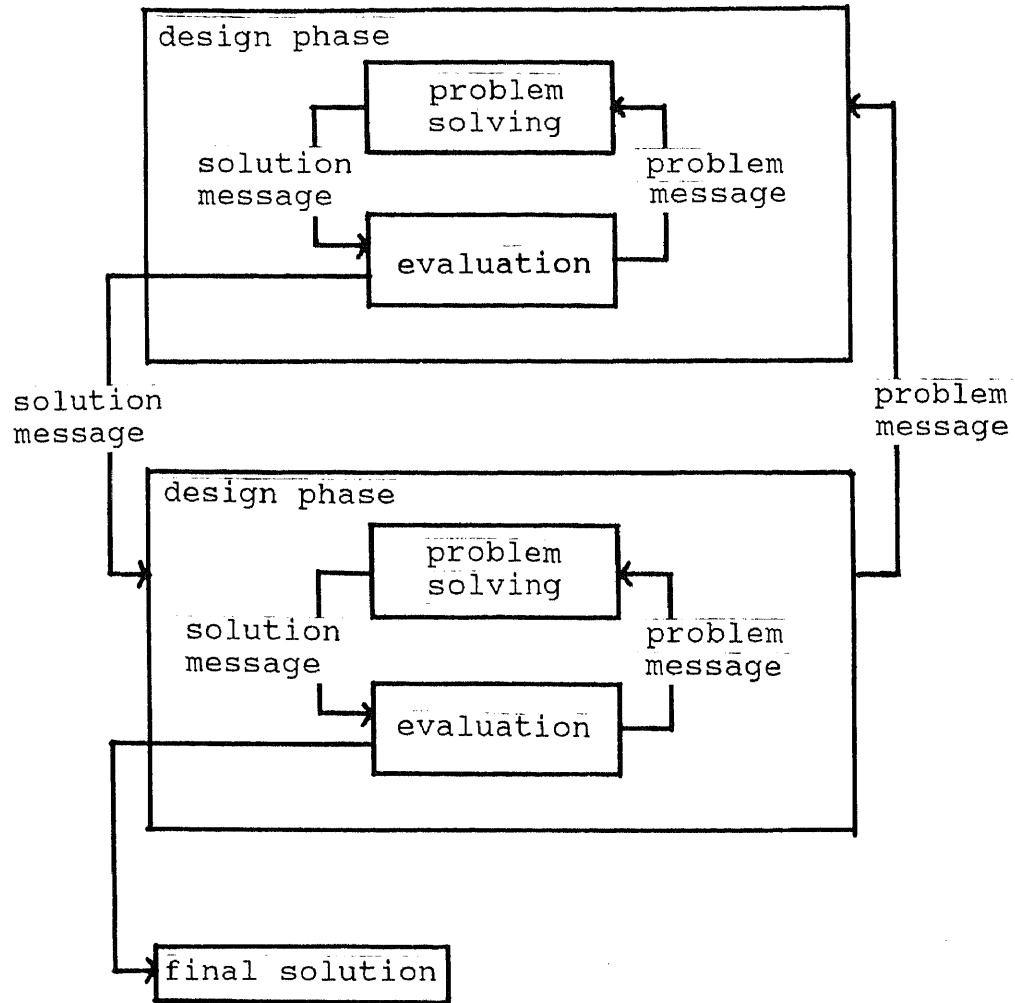 design phase
problem
solving
solution
message
problem
message
evaluation
solution
message
problem
message
design phase
problem
solving
solution
message
problem
message
evaluation
final solution